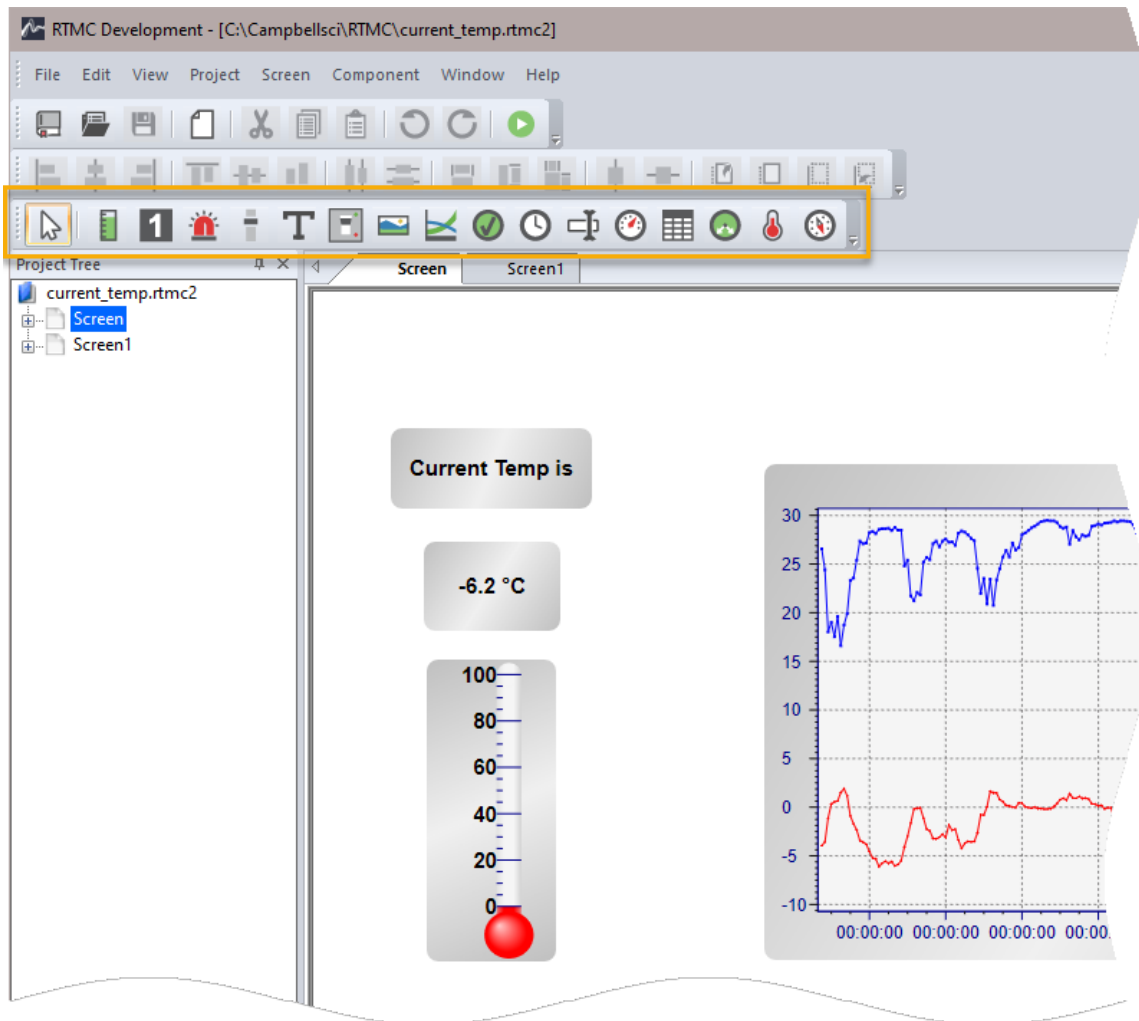 RTMC Development - [C:\Campbellsci\RTMC\current_temp.rtmc2]
File Edit View Project Screen Component Window Help
1 T
Project Tree
Screen Screen1
current_temp.rtmc2
Screen
Screen1
Current Temp is
-6.2 °C
100
80
60
40
20
0
30
25
20
15
10
5
0
-5
-10
00:00:00 00:00:00 00:00:00 00:00.